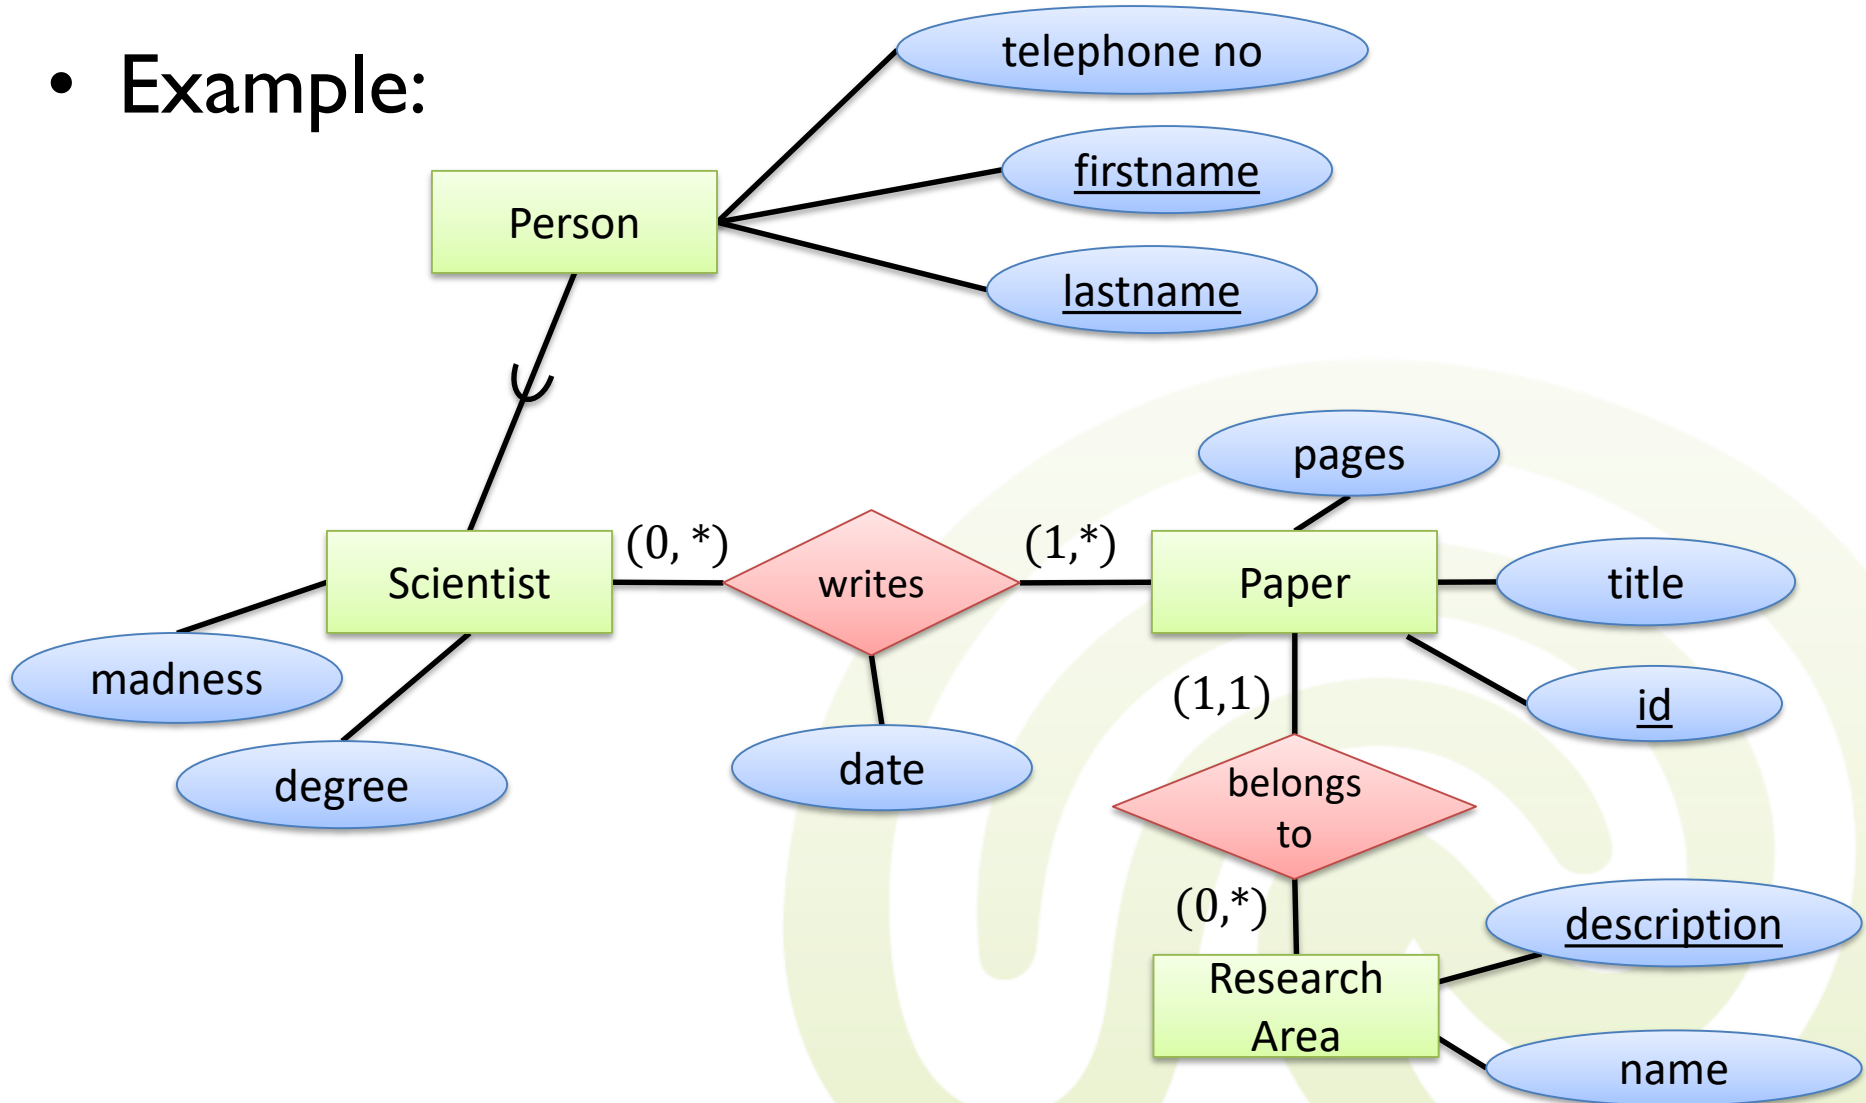 • Example:
telephone no
firstname
Person
lastname
pages
(0, *)
(1,*)
Scientist
writes
Paper
title
madness
(1,1)
id
degree
date
belongs
to
(0,*)
description
Research
Area
name